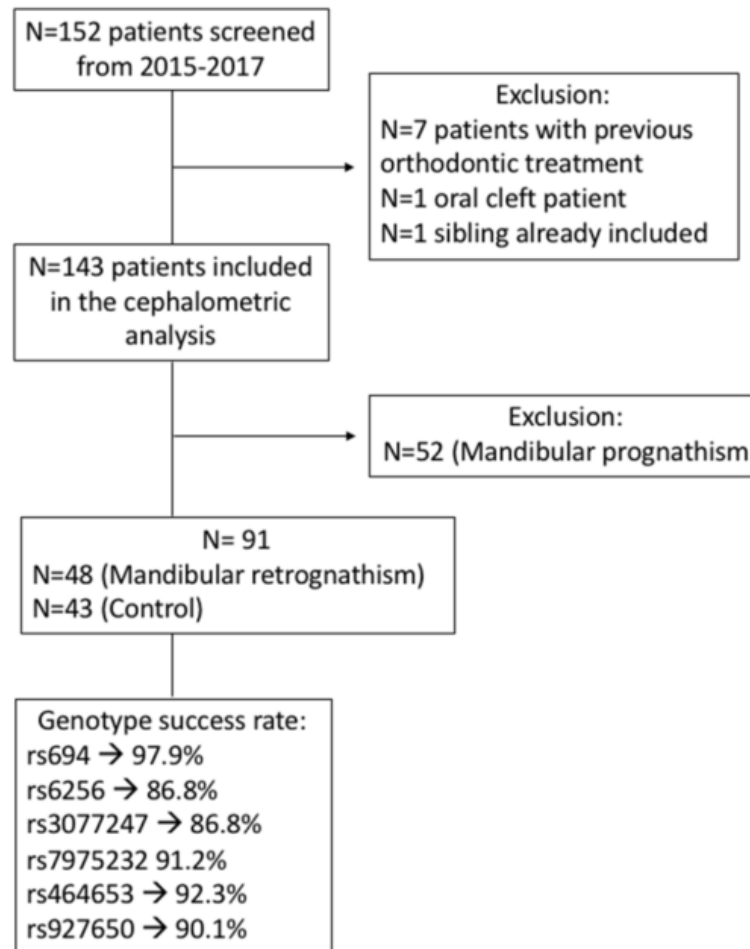 N=152 patients screened
from 2015-2017
Exclusion:
N=7 patients with previous
orthodontic treatment
N=1 oral cleft patient
N=1 sibling already included
N=143 patients included
in the cephalometric
analysis
Exclusion:
N=52 (Mandibular prognathism
N= 91
N=48 (Mandibular retrognathism)
N=43 (Control)
Genotype success rate:
rs694 → 97.9%
rs6256 → 86.8%
rs3077247 → 86.8%
rs7975232 91.2%
rs464653 → 92.3%
rs927650 → 90.1%